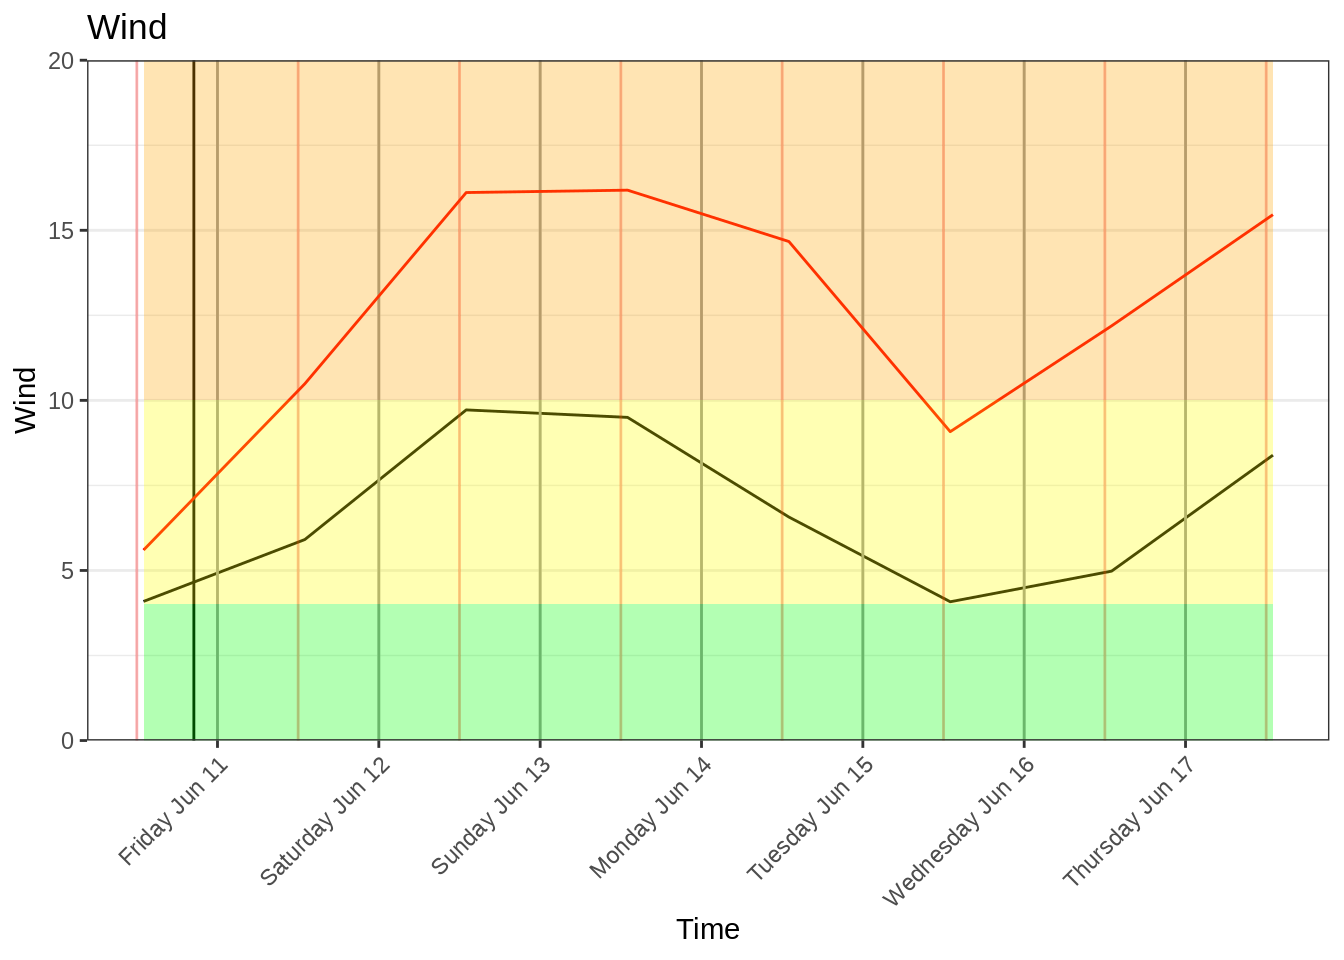 Wind
20
15
10
5
0
Wind
Friday Jun 11
Saturday Jun 12
Sunday Jun 13
Monday Jun 14
Tuesday Jun 15
Wednesday Jun 16
Thursday Jun 17
Time